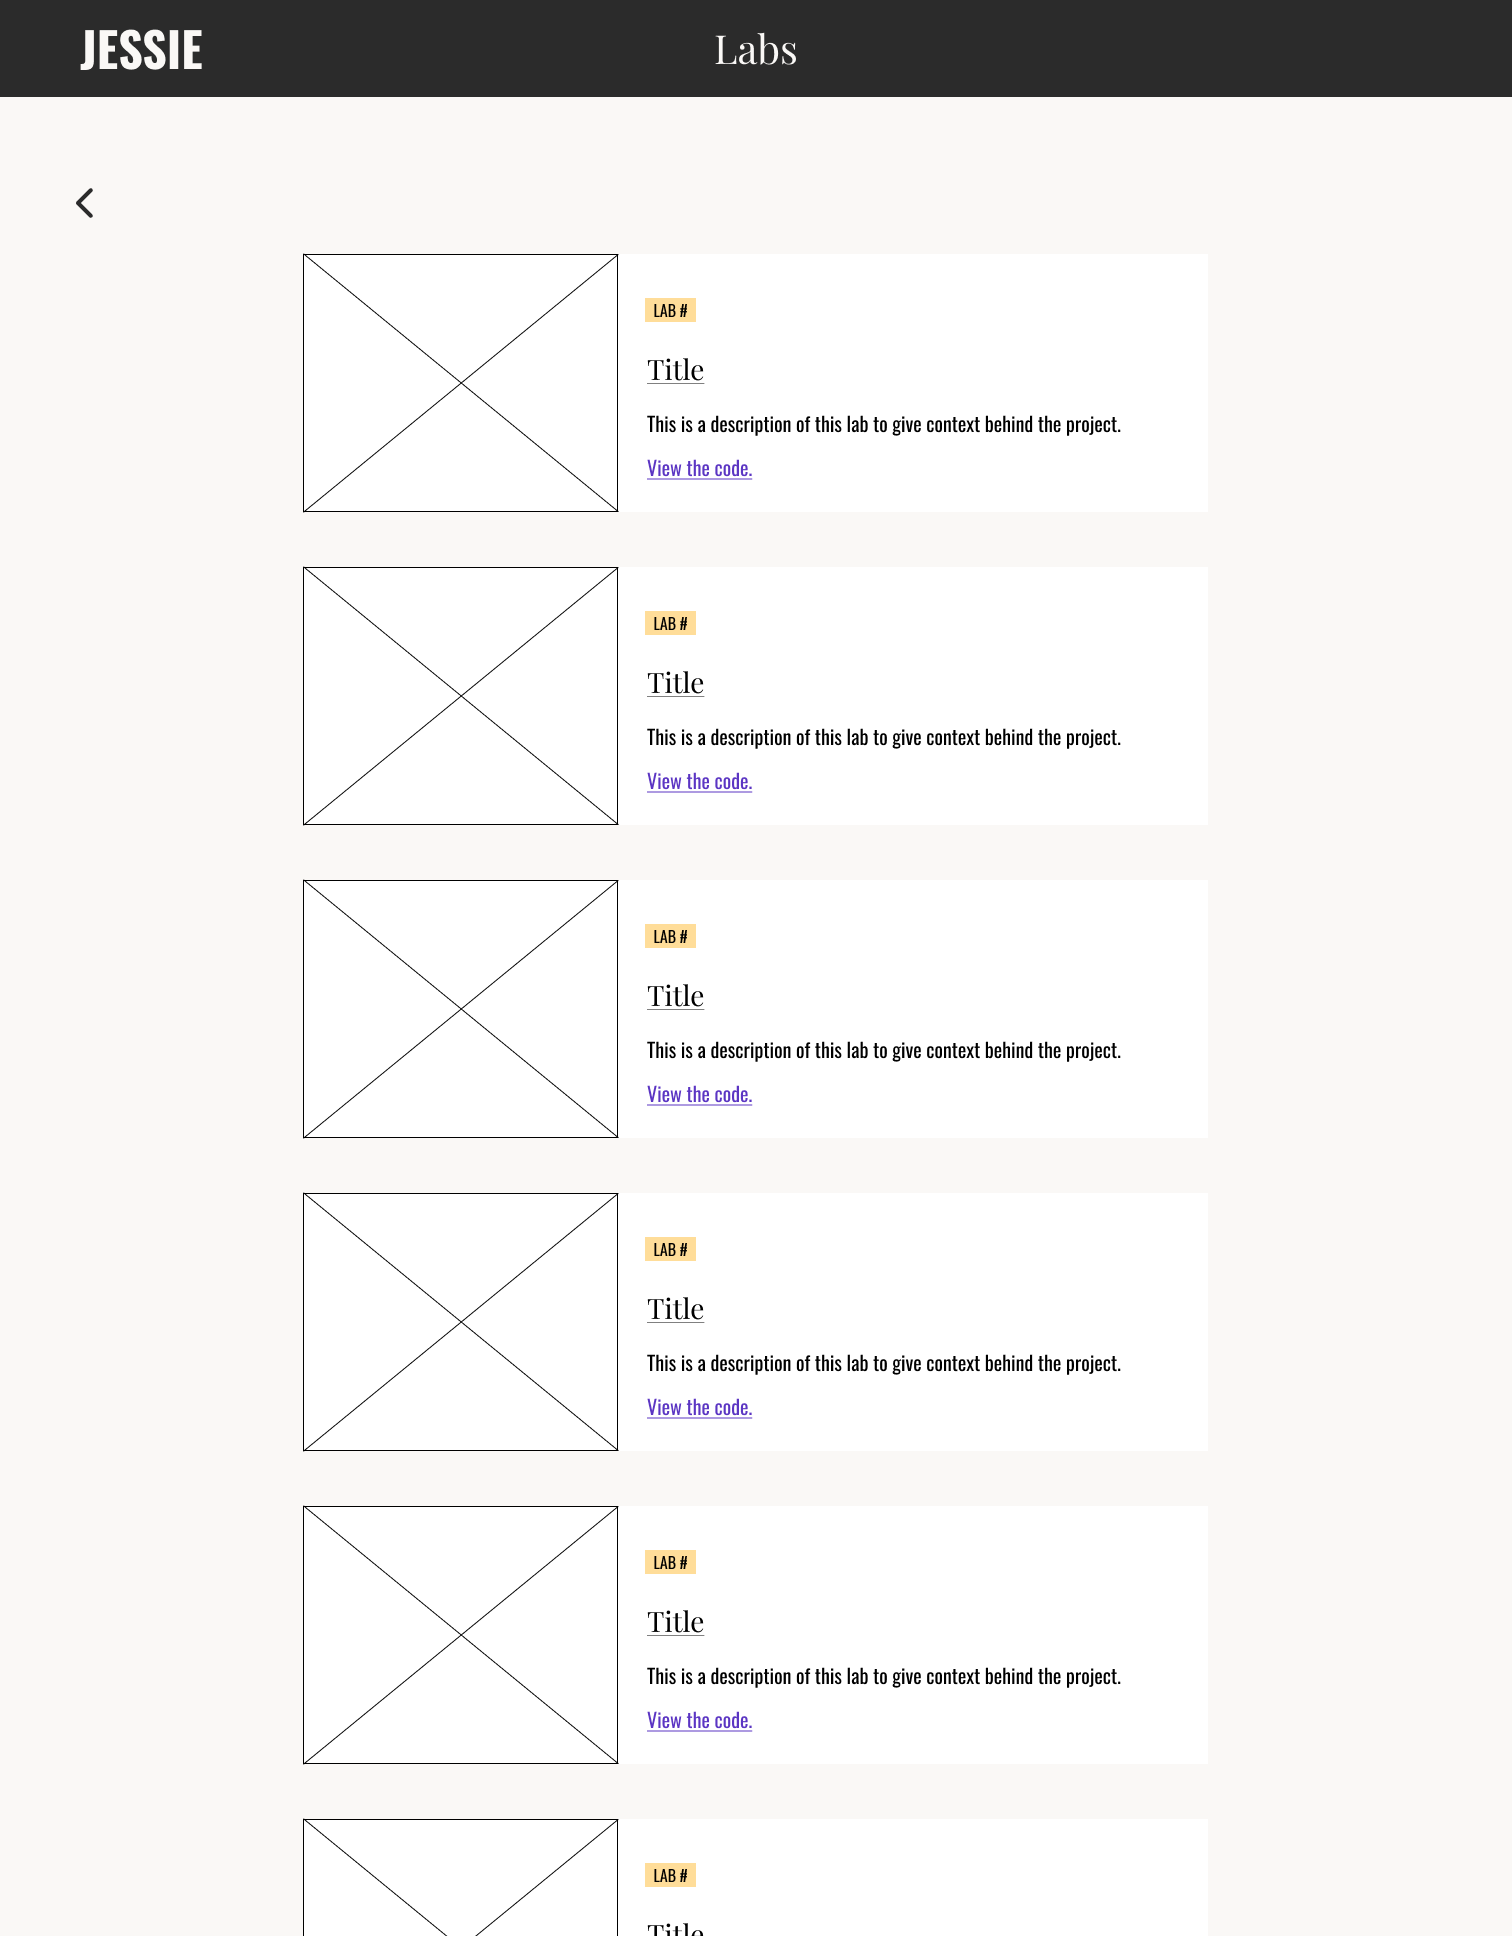 JESSIE
Labs
LAB #
Title
This is a description of this lab to give context behind the project.
View the code.
LAB #
Title
This is a description of this lab to give context behind the project.
View the code.
LAB #
Title
This is a description of this lab to give context behind the project.
View the code.
LAB #
Title
This is a description of this lab to give context behind the project.
View the code.
LAB #
Title
This is a description of this lab to give context behind the project.
View the code.
LAB #
Title